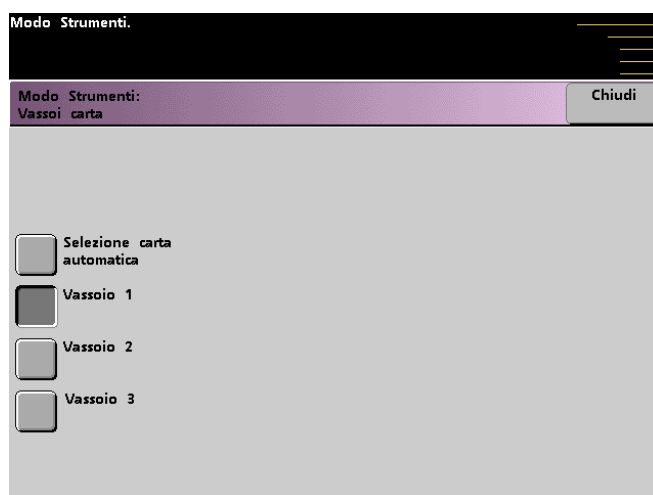 Modo Strumenti.
Modo Strumenti:
Vassoi carta
Chiudi
Selezione carta
automatica
Vassoio 1
Vassoio 2
Vassoio 3